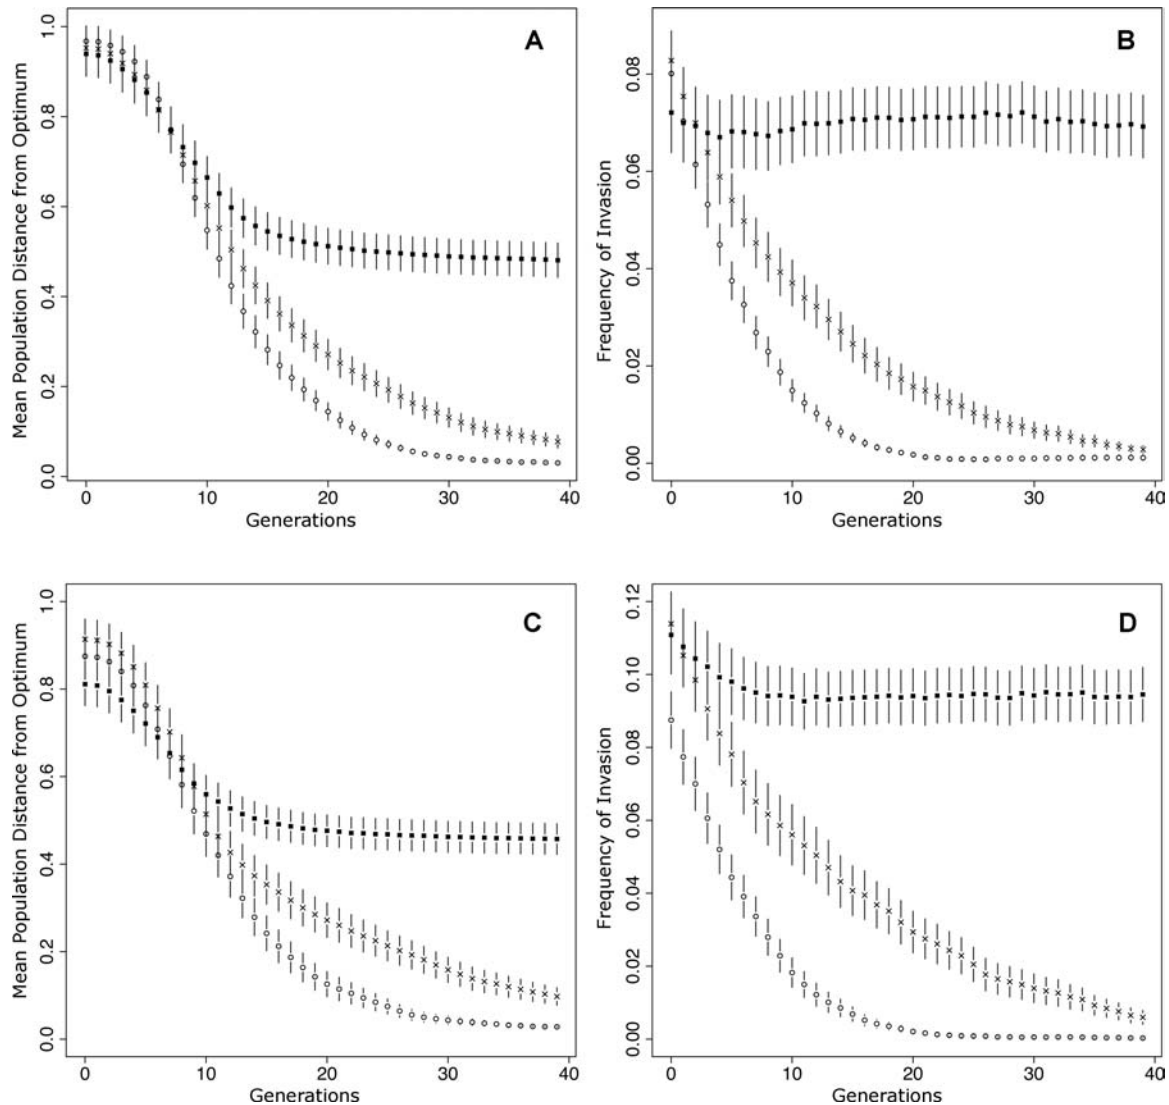 A
Mean Population Distance from Optimum
1.0
0.8
0.6
0.4
0.2
0.0
0 10 20 30 40
Generations
B
Frequency of Invasion
0.08
0.06
0.04
0.02
0.00
0 10 20 30 40
Generations
C
Mean Population Distance from Optimum
1.0
0.8
0.6
0.4
0.2
0.0
0 10 20 30 40
Generations
D
Frequency of Invasion
0.12
0.10
0.08
0.06
0.04
0.02
0.00
0 10 20 30 40
Generations